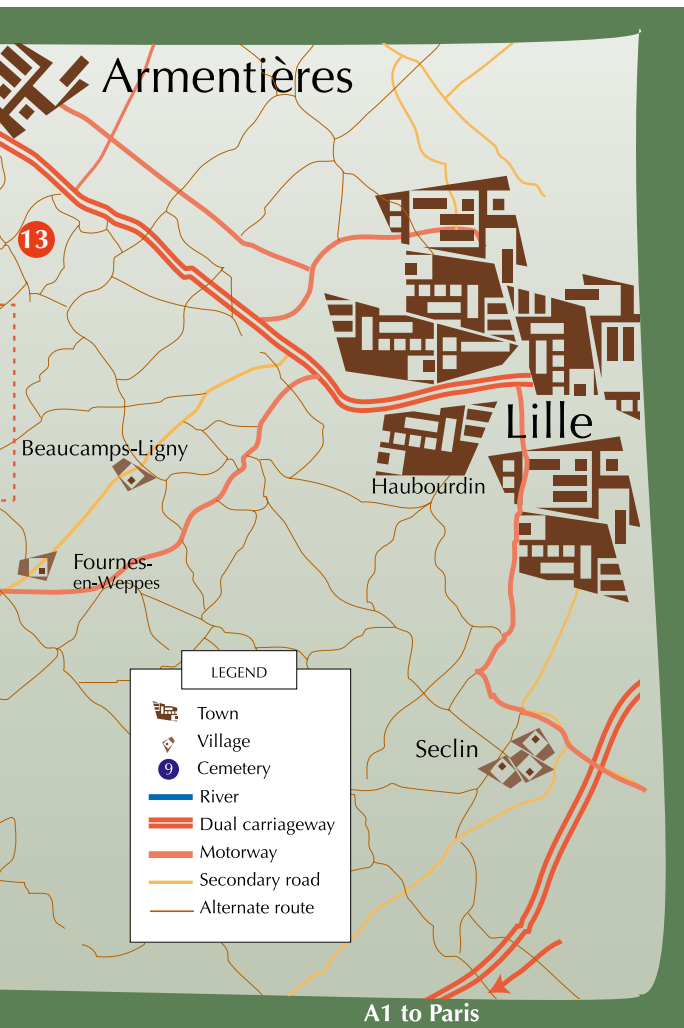 Armentières
13
Lille
Beaucamps-Ligny
Haubourdin
Fournes-
en-Weppes
LEGEND
Town
Village
9 Cemetery
River
Dual carriageway
Motorway
Secondary road
Alternate route
Seclin
A1 to Paris